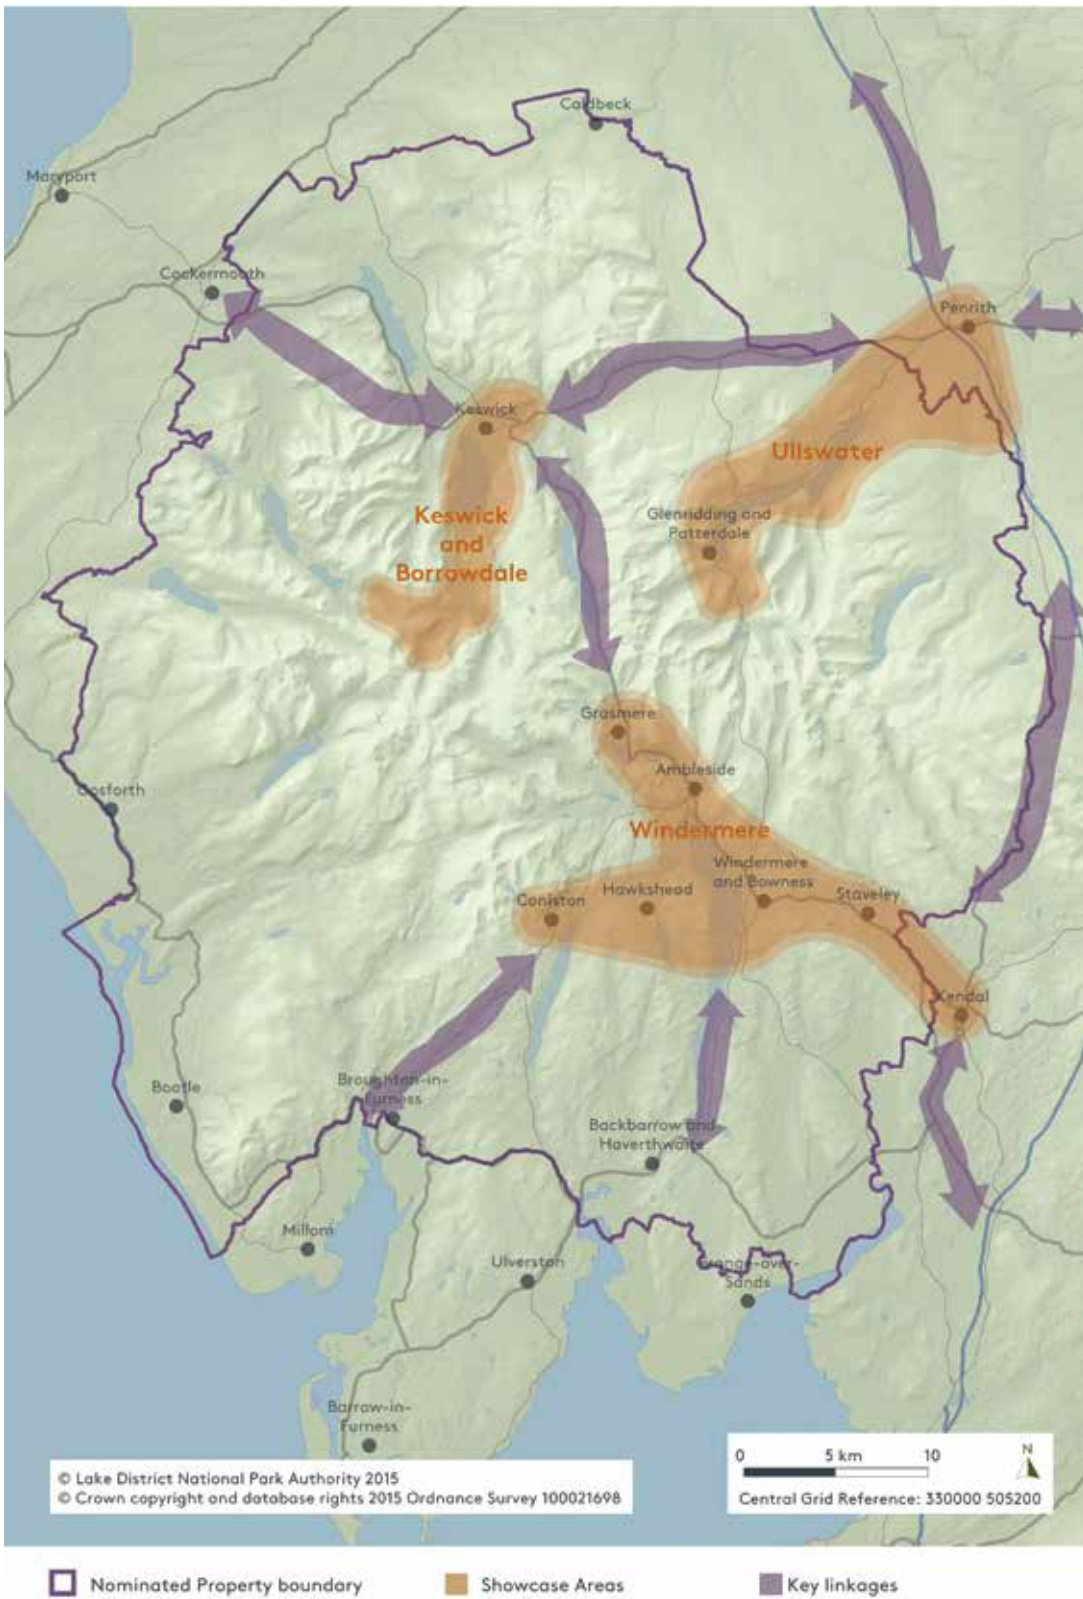 Caldbeck
Maryport
Cockermouth
Penrith
Keswick
Ullswater
Keswick
and
Borrowdale
Glenridding and
Patterdale
Grasmere
Ambleside
Gosforth
Windermere
Windermere
and Bowness
Hawkshead
Staveley
Coniston
Kendal
Bootle
Broughton-in-
Furness
Backbarrow and
Haverthwaite
Millom
Ulverston
Grange-over-
Sands
Barrow-in-
Furness
0 5 km 10 N
Central Grid Reference: 330000 505200
© Lake District National Park Authority 2015
© Crown copyright and database rights 2015 Ordnance Survey 100021698
Nominated Property boundary Showcase Areas Key linkages